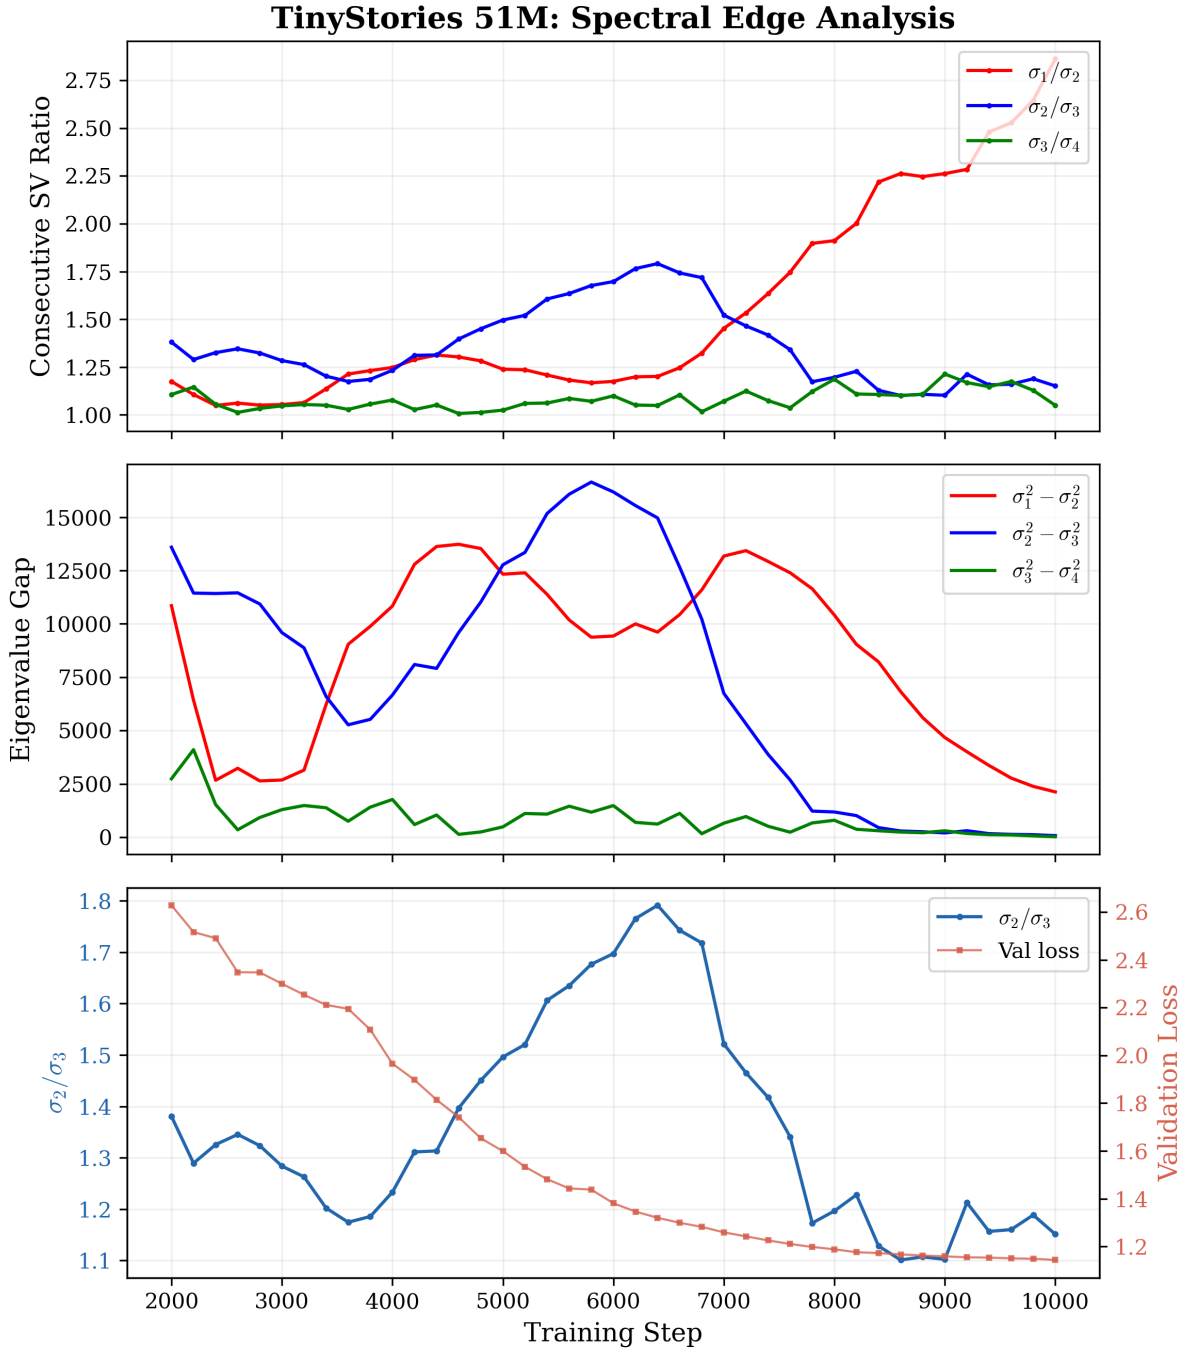 TinyStories 51M: Spectral Edge Analysis
Consecutive SV Ratio
2.75
2.50
2.25
2.00
1.75
1.50
1.25
1.00
σ₁/σ₂
σ₂/σ₃
σ₃/σ₄
Eigenvalue Gap
15000
12500
10000
7500
5000
2500
0
σ₁² − σ₂²
σ₂² − σ₃²
σ₃² − σ₄²
σ₂/σ₃
1.8
1.7
1.6
1.5
1.4
1.3
1.2
1.1
σ₂/σ₃
Val loss
2.6
2.4
2.2
2.0
1.8
1.6
1.4
1.2
Validation Loss
2000 3000 4000 5000 6000 7000 8000 9000 10000
Training Step